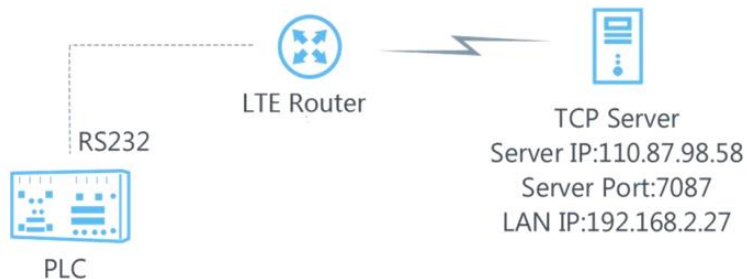 LTE Router
RS232
PLC
TCP Server
Server IP:110.87.98.58
Server Port:7087
LAN IP:192.168.2.27